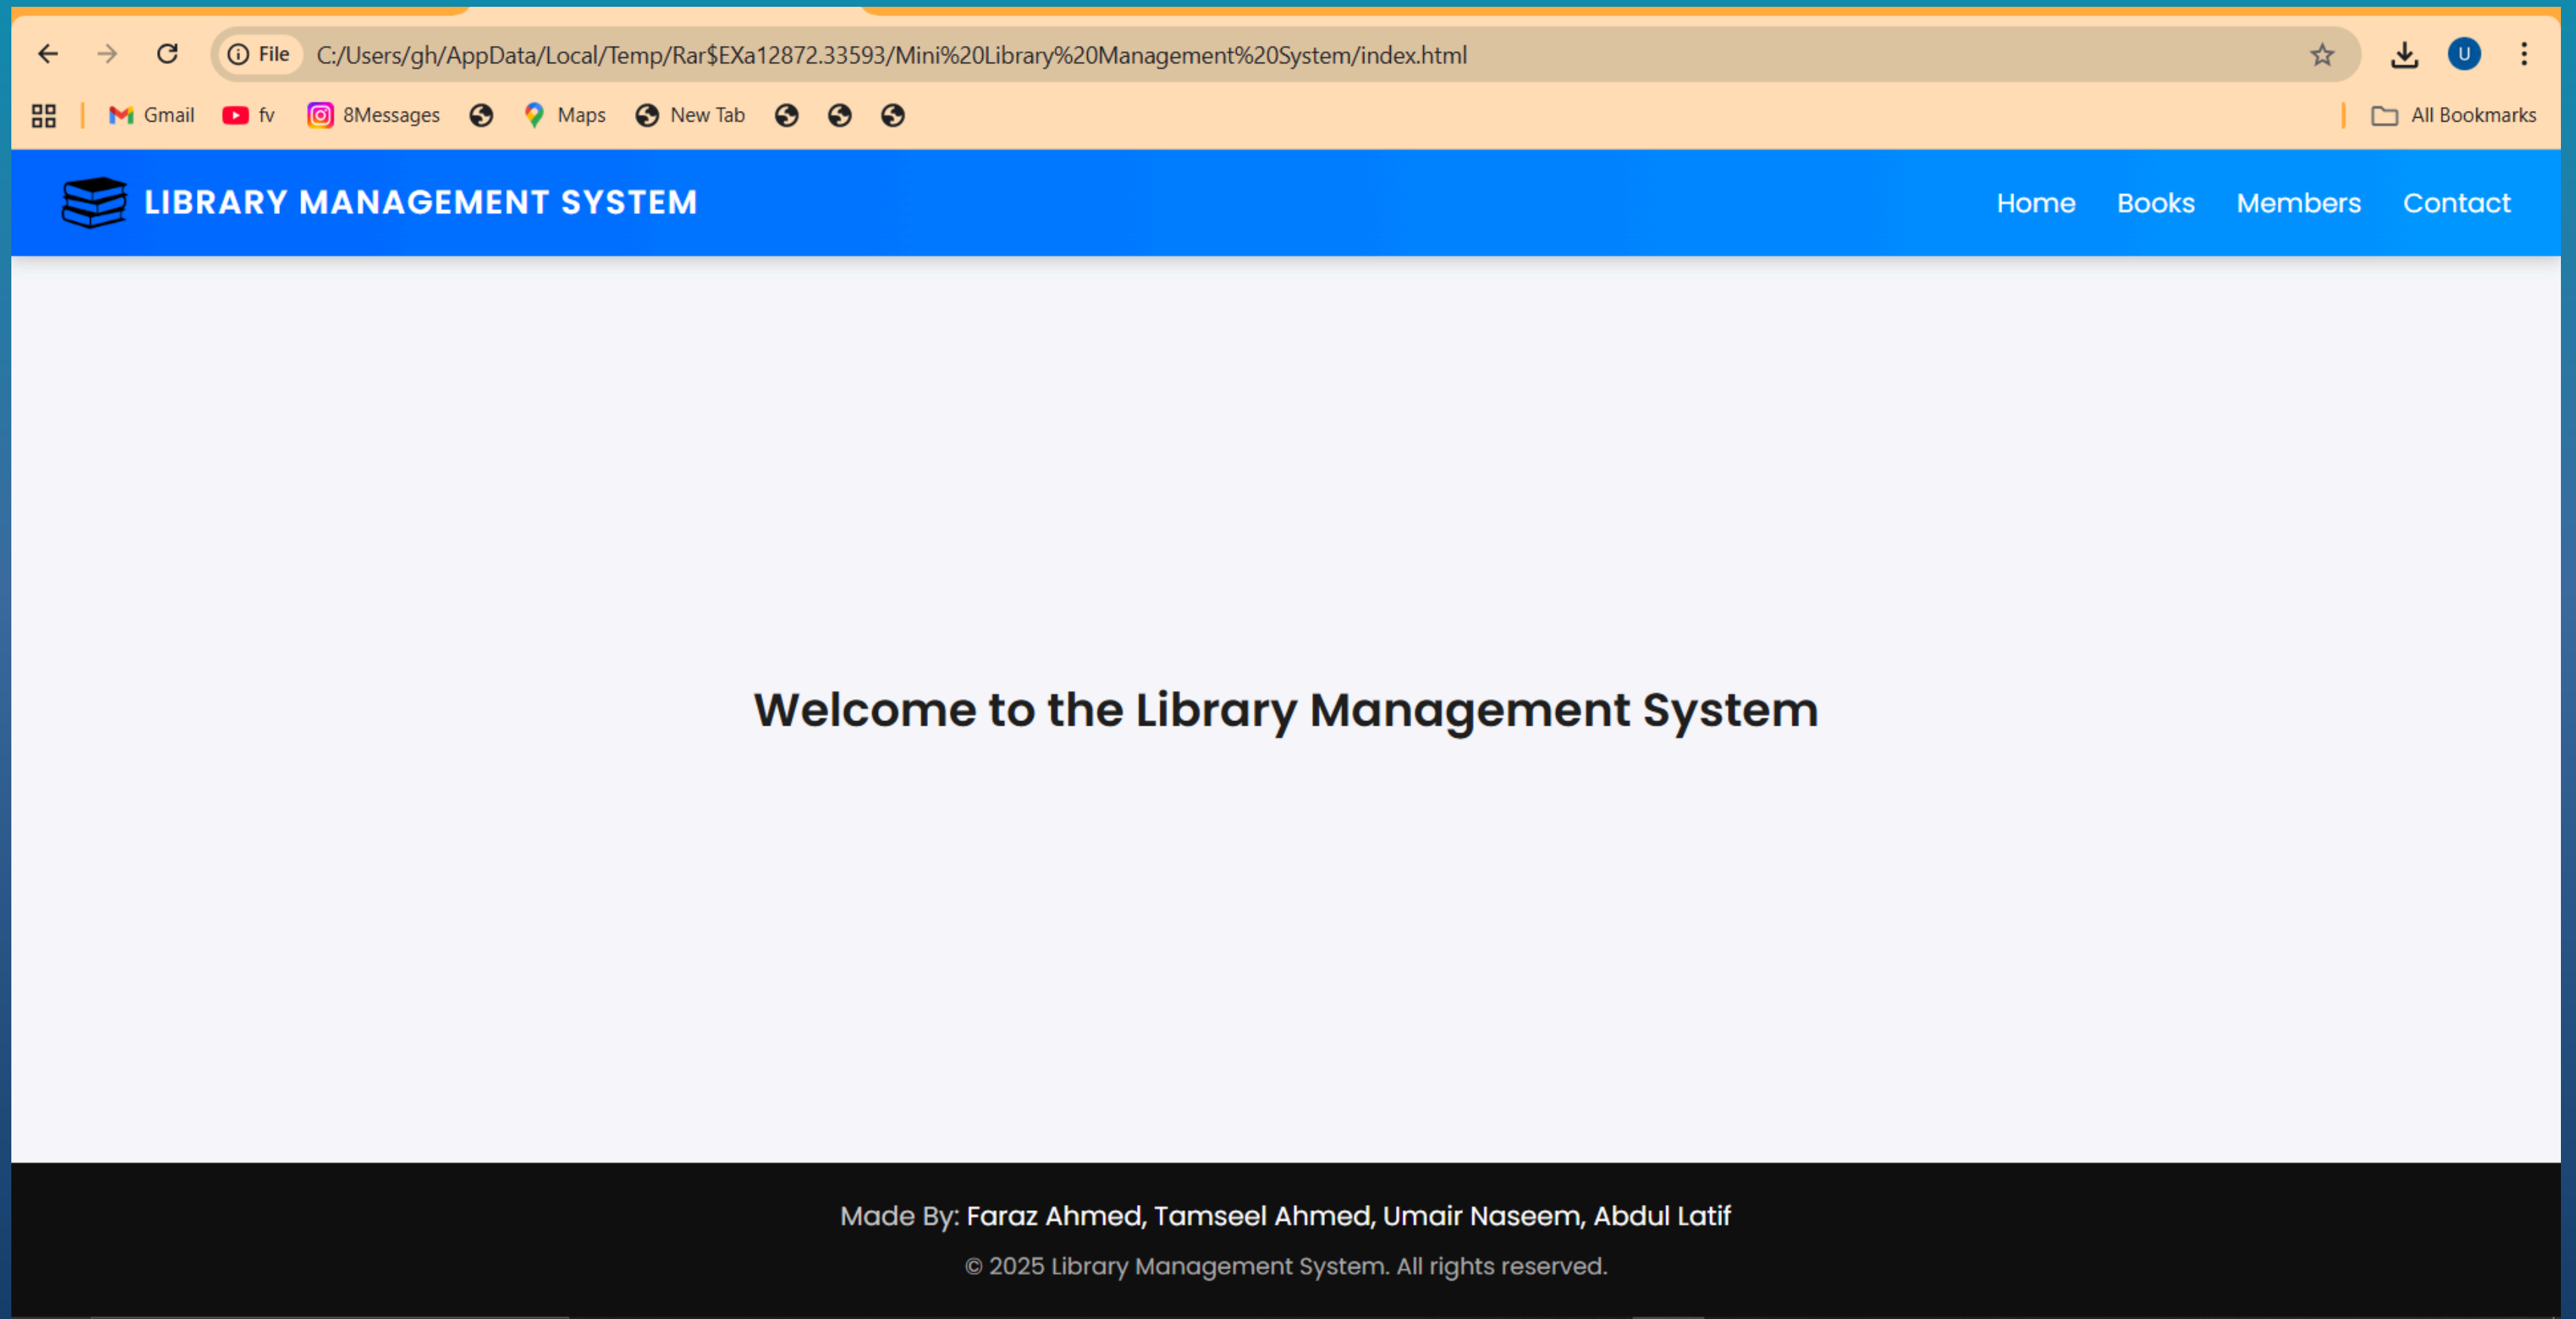 File C:/Users/gh/AppData/Local/Temp/Rar$EXa12872.33593/Mini%20Library%20Management%20System/index.html U
Gmail fv 8Messages Maps New Tab All Bookmarks
LIBRARY MANAGEMENT SYSTEM Home Books Members Contact
Welcome to the Library Management System
Made By: Faraz Ahmed, Tamseel Ahmed, Umair Naseem, Abdul Latif
© 2025 Library Management System. All rights reserved.